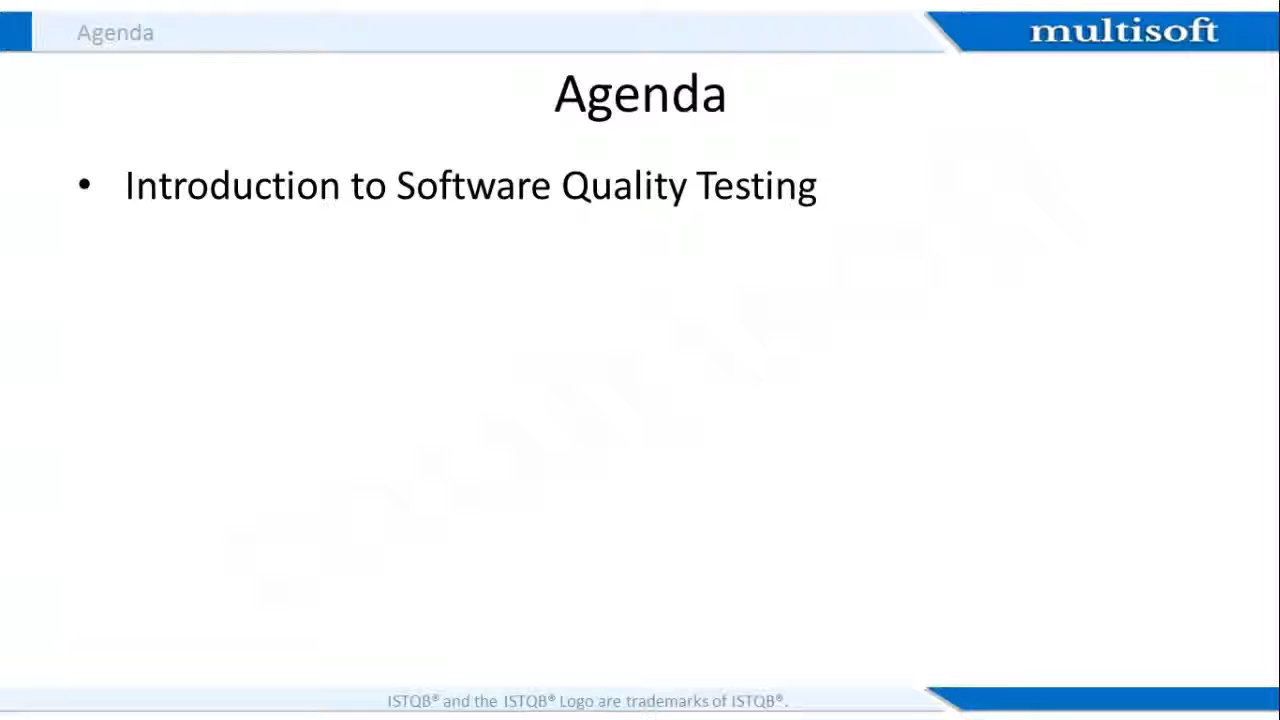 Agenda
multisoft
Agenda
• Introduction to Software Quality Testing
ISTQB® and the ISTQB® Logo are trademarks of ISTQB®.